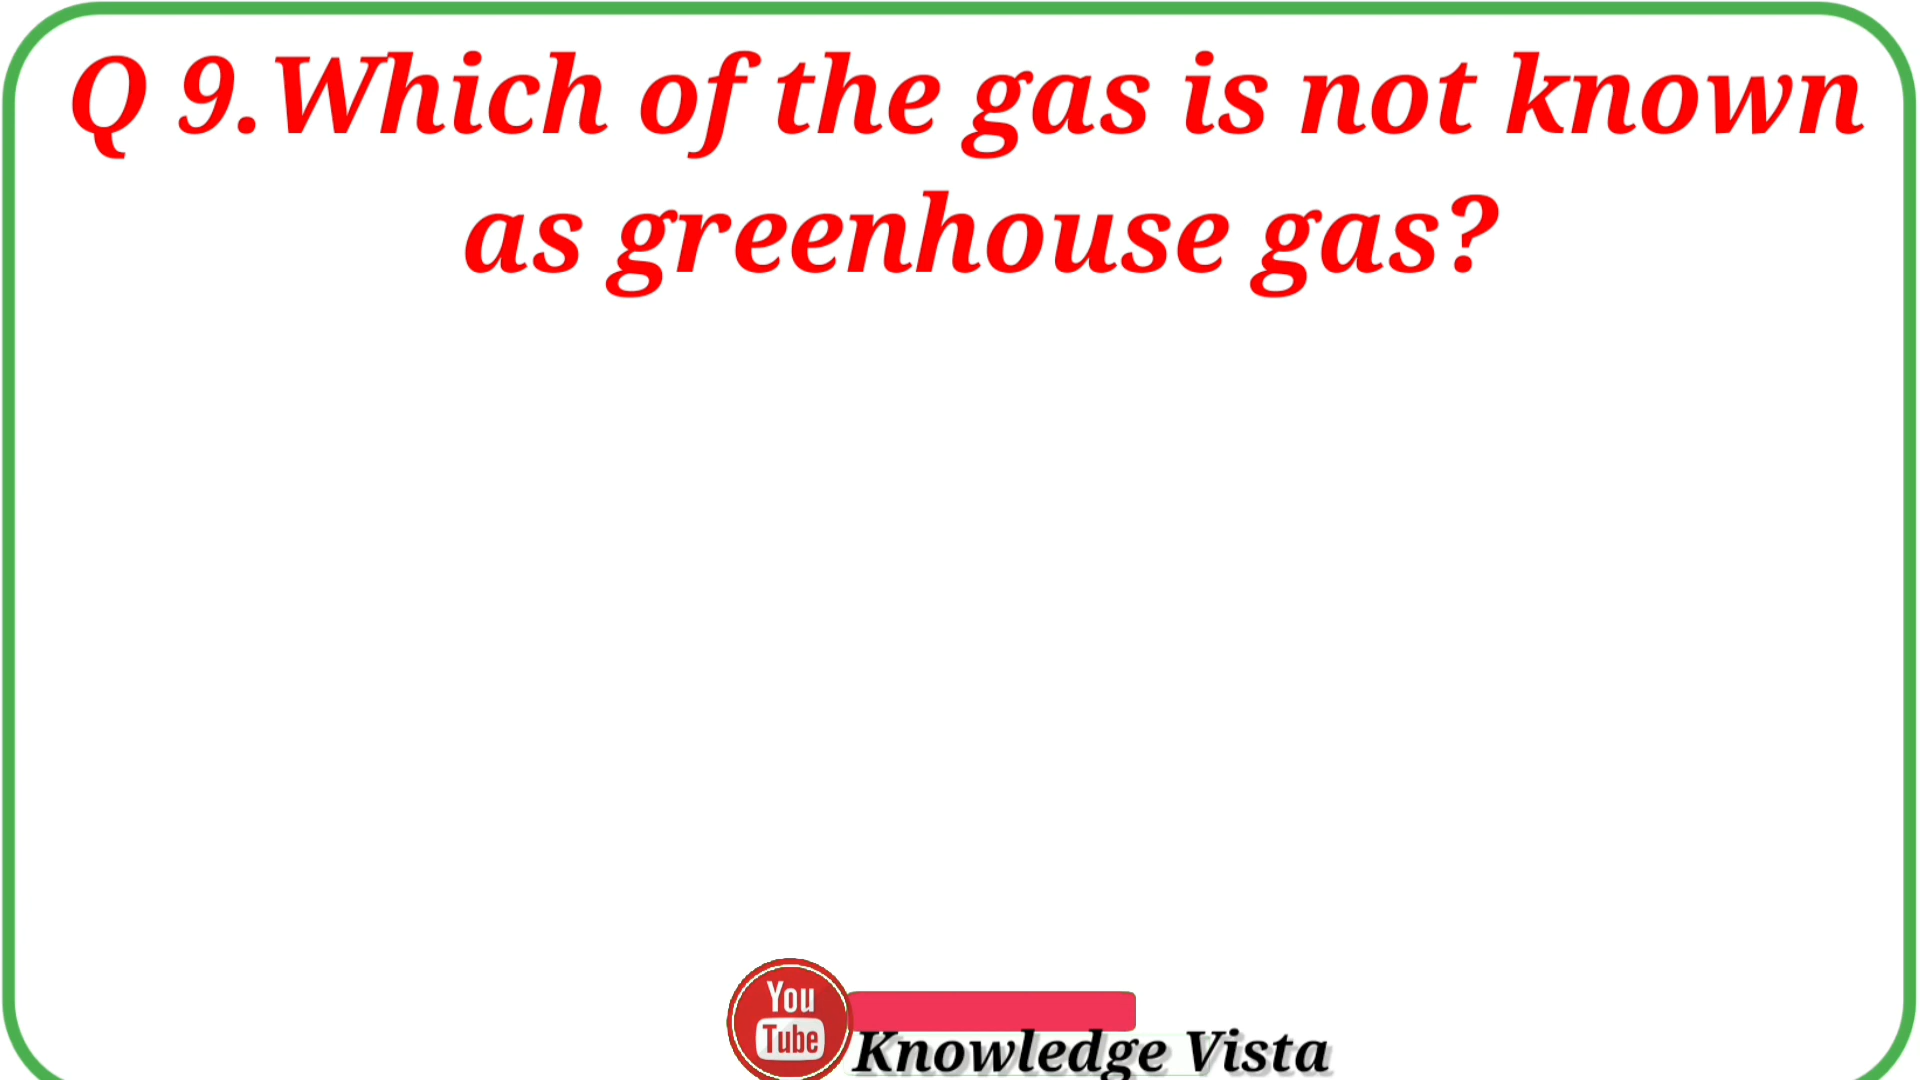 Q 9.Which of the gas is not known
as greenhouse gas?
You
Tube
Knowledge Vista